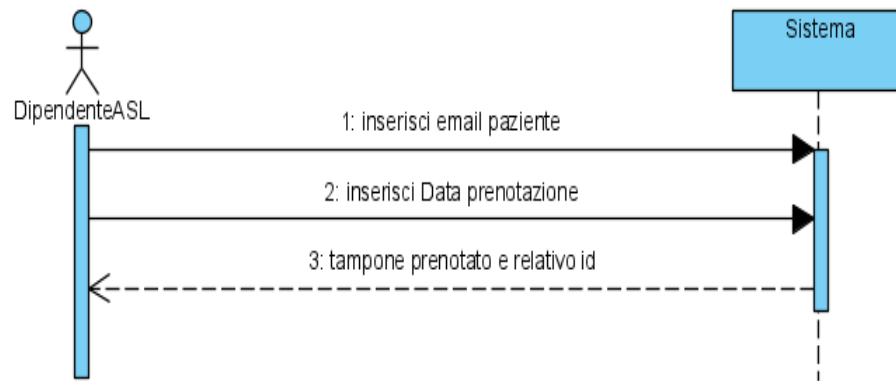 Sistema
DipendenteASL
1: inserisci email paziente
2: inserisci Data prenotazione
3: tampone prenotato e relativo id